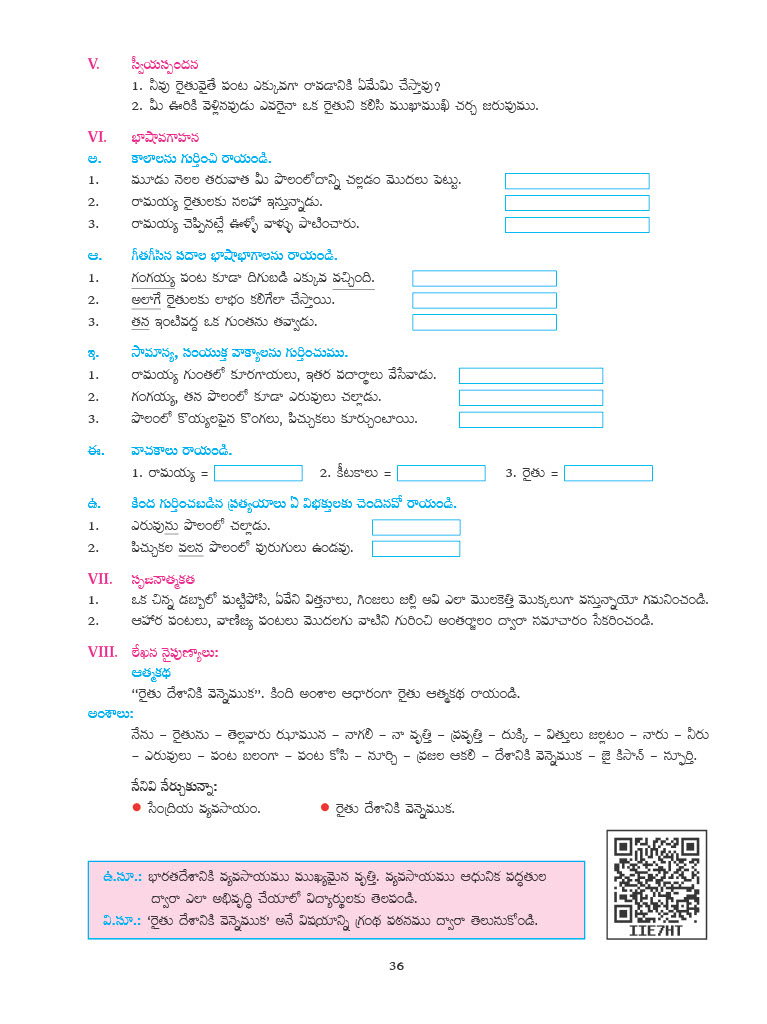 V. స్వీయస్పందన
1. నీవు రైతువైతే పంట ఎక్కువగా రావడానికి ఏమేమి చేస్తావు?
2. మీ ఊరికి వెళ్లినపుడు ఎవరైనా ఒక రైతుని కలిసి ముఖాముఖి చర్చ జరుపుము.
VI. భాషావగాహన
అ. కాలాలను గుర్తించి రాయండి.
1. మూడు నెలల తరువాత మీ పొలంలోదాన్ని చల్లడం మొదలు పెట్టు.
2. రామయ్య రైతులకు సలహా ఇస్తున్నాడు.
3. రామయ్య చెప్పినట్లే ఊళ్ళో వాళ్ళు పాటించారు.
ఆ. గీతగీసిన పదాల భాషాభాగాలను రాయండి.
1. గంగయ్య పంట కూడా దిగుబడి ఎక్కువ వచ్చింది.
2. అలాగే రైతులకు లాభం కలిగేలా చేస్తాయి.
3. తన ఇంటివద్ద ఒక గుంతను తవ్వాడు.
ఇ. సామాన్య, సంయుక్త వాక్యాలను గుర్తించుము.
1. రామయ్య గుంతలో కూరగాయలు, ఇతర పదార్థాలు వేసేవాడు.
2. గంగయ్య, తన పొలంలో కూడా ఎరువులు చల్లాడు.
3. పొలంలో కొయ్యలపైన కొంగలు, పిచ్చుకలు కూర్చుంటాయి.
ఈ. వాచకాలు రాయండి.
1. రామయ్య = 2. కీటకాలు = 3. రైతు =
ఉ. కింద గుర్తించబడిన ప్రత్యయాలు ఏ విభక్తులకు చెందినవో రాయండి.
1. ఎరువును పొలంలో చల్లాడు.
2. పిచ్చుకల వలన పొలంలో పురుగులు ఉండవు.
VII. సృజనాత్మకత
1. ఒక చిన్న డబ్బాలో మట్టిపోసి, ఏవేని విత్తనాలు, గింజలు జల్లి అవి ఎలా మొలకెత్తి మొక్కలుగా వస్తున్నాయో గమనించండి.
2. ఆహార పంటలు, వాణిజ్య పంటలు మొదలగు వాటిని గురించి అంతర్జాలం ద్వారా సమాచారం సేకరించండి.
VIII. లేఖన నైపుణ్యాలు:
ఆత్మకథ
“రైతు దేశానికి వెన్నెముక”. కింది అంశాల ఆధారంగా రైతు ఆత్మకథ రాయండి.
అంశాలు:
నేను – రైతును – తెల్లవారు ఝామున – నాగలి – నా వృత్తి – ప్రవృత్తి – దుక్కి – విత్తులు జల్లటం – నారు – నీరు
– ఎరువులు – పంట బలంగా – పంట కోసి – నూర్చి – ప్రజల ఆకలి – దేశానికి వెన్నెముక – జై కిసాన్ – స్ఫూర్తి.
నేనివి నేర్చుకున్నా:
● సేంద్రియ వ్యవసాయం. ● రైతు దేశానికి వెన్నెముక.
ఉ.సూ.: భారతదేశానికి వ్యవసాయము ముఖ్యమైన వృత్తి. వ్యవసాయము ఆధునిక పద్ధతుల
ద్వారా ఎలా అభివృద్ధి చేయాలో విద్యార్థులకు తెలపండి.
వి.సూ.: ‘రైతు దేశానికి వెన్నెముక’ అనే విషయాన్ని గ్రంథ పఠనము ద్వారా తెలుసుకోండి.
IIE7HT
36